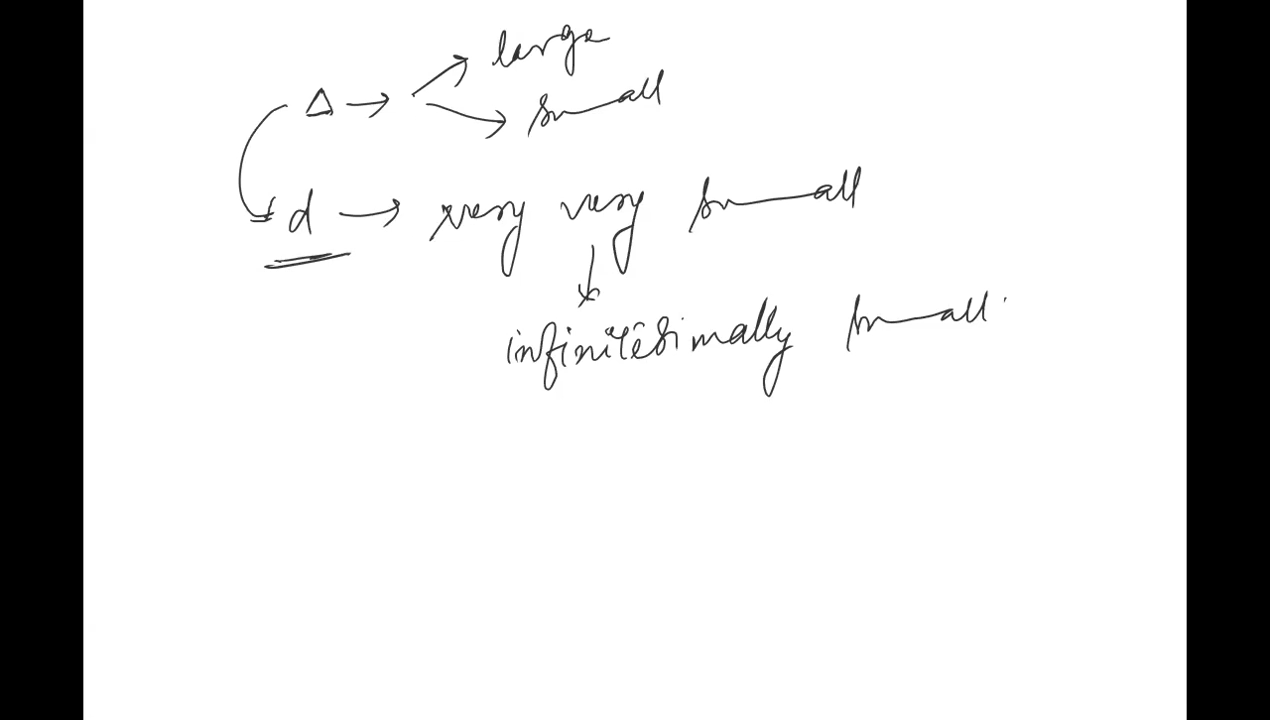 large
Δ → small
d → very very small
infinitesimally small